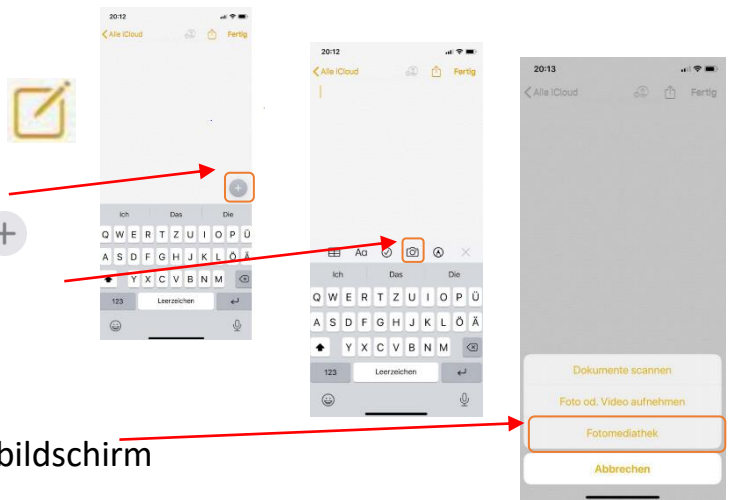 20:12
Alle iCloud
Fertig
Ich Das Die
Q W E R T Z U I O P Ü
A S D F G H J K L Ö Ä
Y X C V B N M
123 Leerzeichen
20:12
Alle iCloud
Fertig
Aa
Ich Das Die
Q W E R T Z U I O P Ü
A S D F G H J K L Ö Ä
Y X C V B N M
123 Leerzeichen
20:13
Alle iCloud
Fertig
Dokumente scannen
Foto od. Video aufnehmen
Fotomediathek
Abbrechen
bildschirm